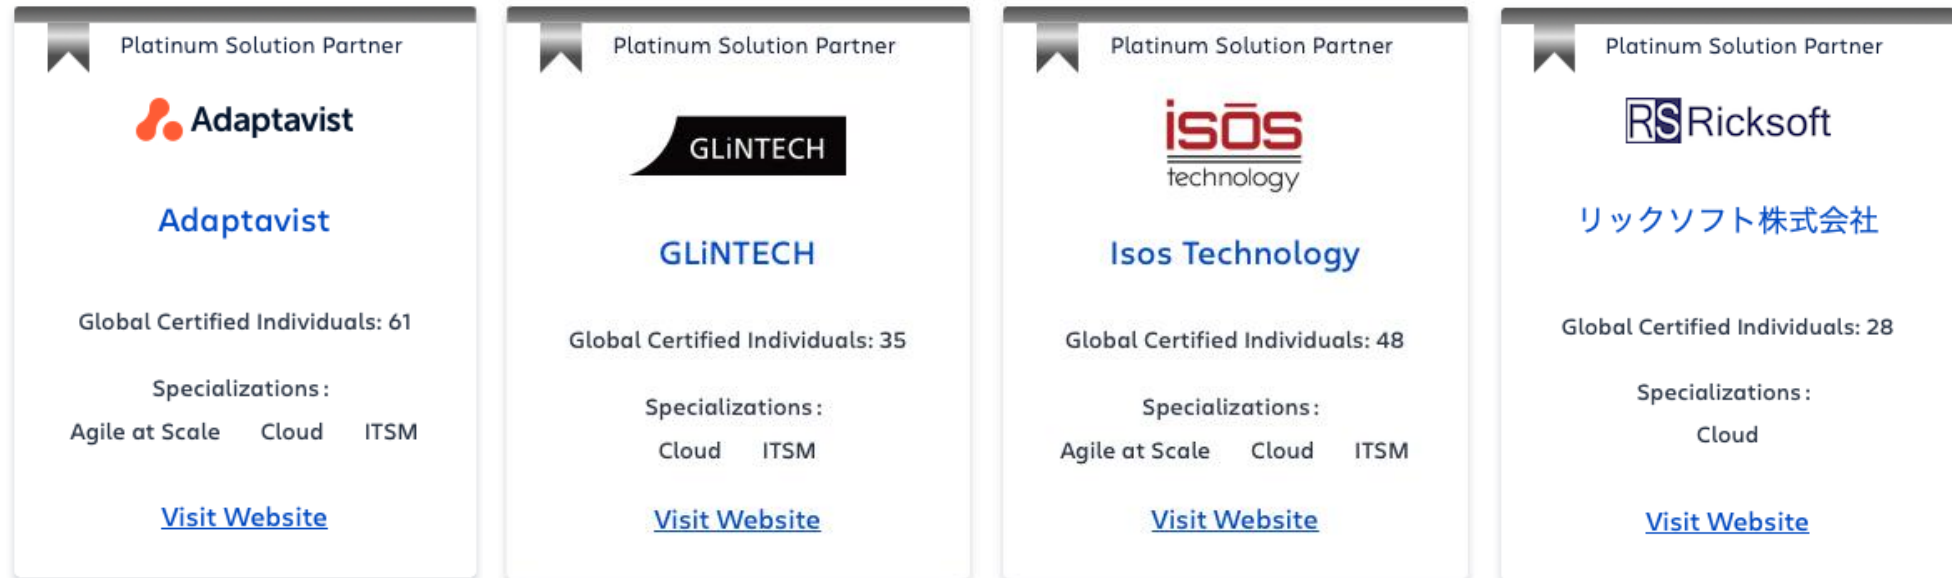 Platinum Solution Partner
Adaptavist
Adaptavist
Global Certified Individuals: 61
Specializations:
Agile at Scale Cloud ITSM
Visit Website
Platinum Solution Partner
GLiNTECH
GLiNTECH
Global Certified Individuals: 35
Specializations:
Cloud ITSM
Visit Website
Platinum Solution Partner
isōs
technology
Isos Technology
Global Certified Individuals: 48
Specializations:
Agile at Scale Cloud ITSM
Visit Website
Platinum Solution Partner
RS Ricksoft
リックソフト株式会社
Global Certified Individuals: 28
Specializations:
Cloud
Visit Website